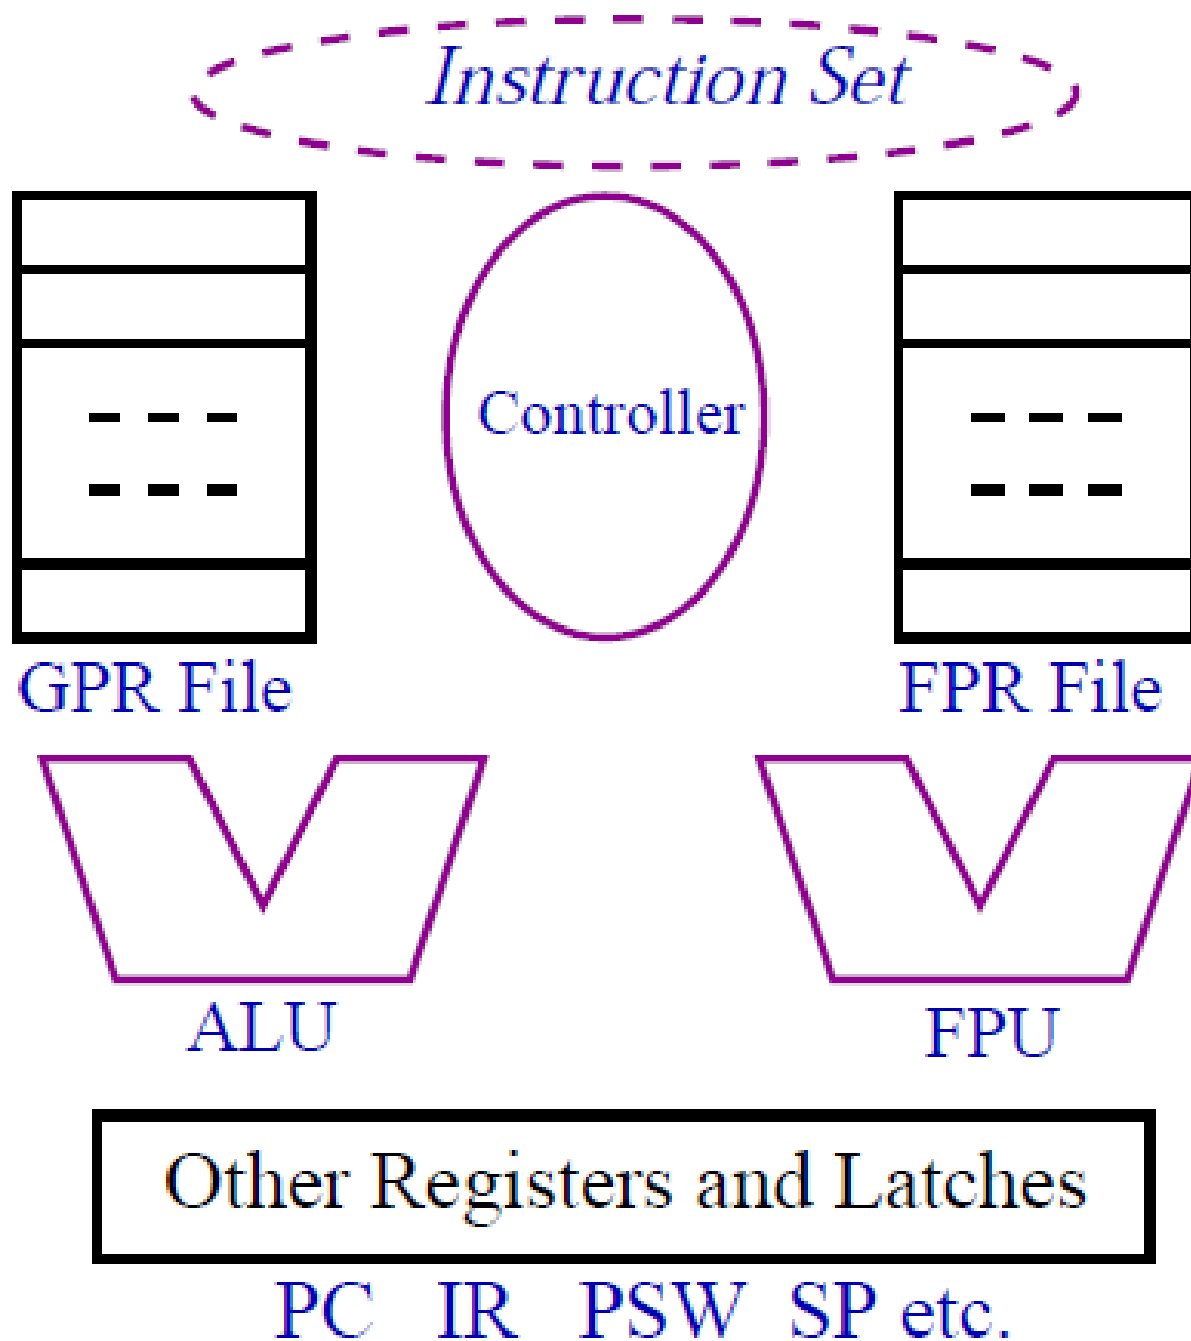 Instruction Set
Controller
GPR File
FPR File
ALU
FPU
Other Registers and Latches
PC IR PSW SP etc.